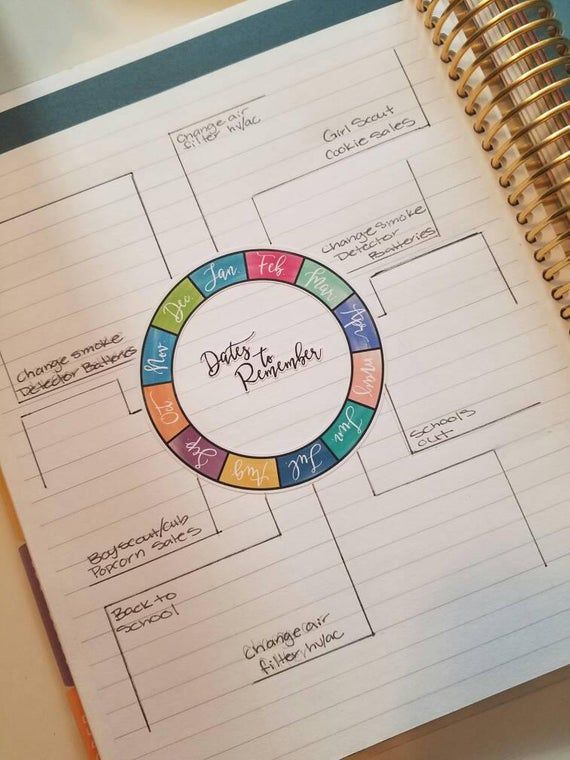 Change air
filter hv/ac
Girl Scout
Cookie Sales
Change smoke
Detector
Batteries
Jan.
Feb.
Mar.
Apr
may
Jun.
Jul
Aug
Sep
Oct
Nov
Dec.
Dates
to
Remember
Change smoke
Detector Batteries
Schools
out
Boyscout/cub
Popcorn Sales
Back to
School
change air
filter, hv/ac